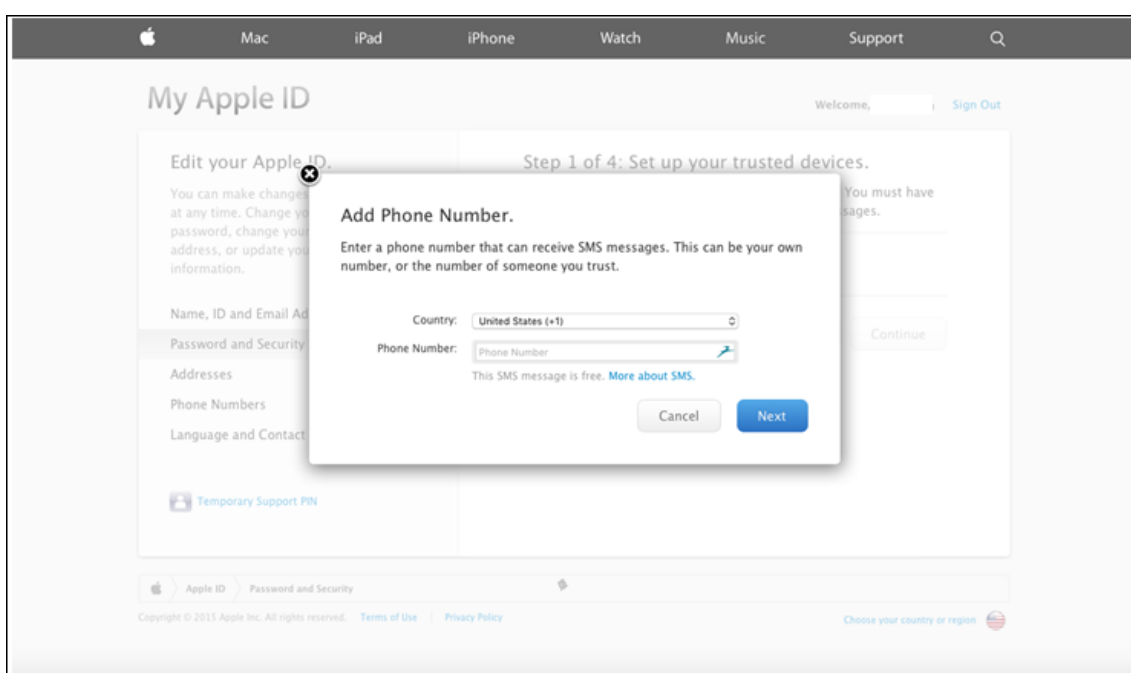 Mac iPad iPhone Watch Music Support
My Apple ID
Welcome, Sign Out
Edit your Apple ID.
You can make changes
at any time. Change yo
password, change your
address, or update you
information.
Name, ID and Email Ad
Password and Security
Addresses
Phone Numbers
Language and Contact
Temporary Support PIN
Step 1 of 4: Set up your trusted devices.
You must have
sages.
Continue
Add Phone Number.
Enter a phone number that can receive SMS messages. This can be your own
number, or the number of someone you trust.
Country: United States (+1)
Phone Number: Phone Number
This SMS message is free. More about SMS.
Cancel Next
Apple ID Password and Security
Copyright © 2015 Apple Inc. All rights reserved. Terms of Use | Privacy Policy
Choose your country or region